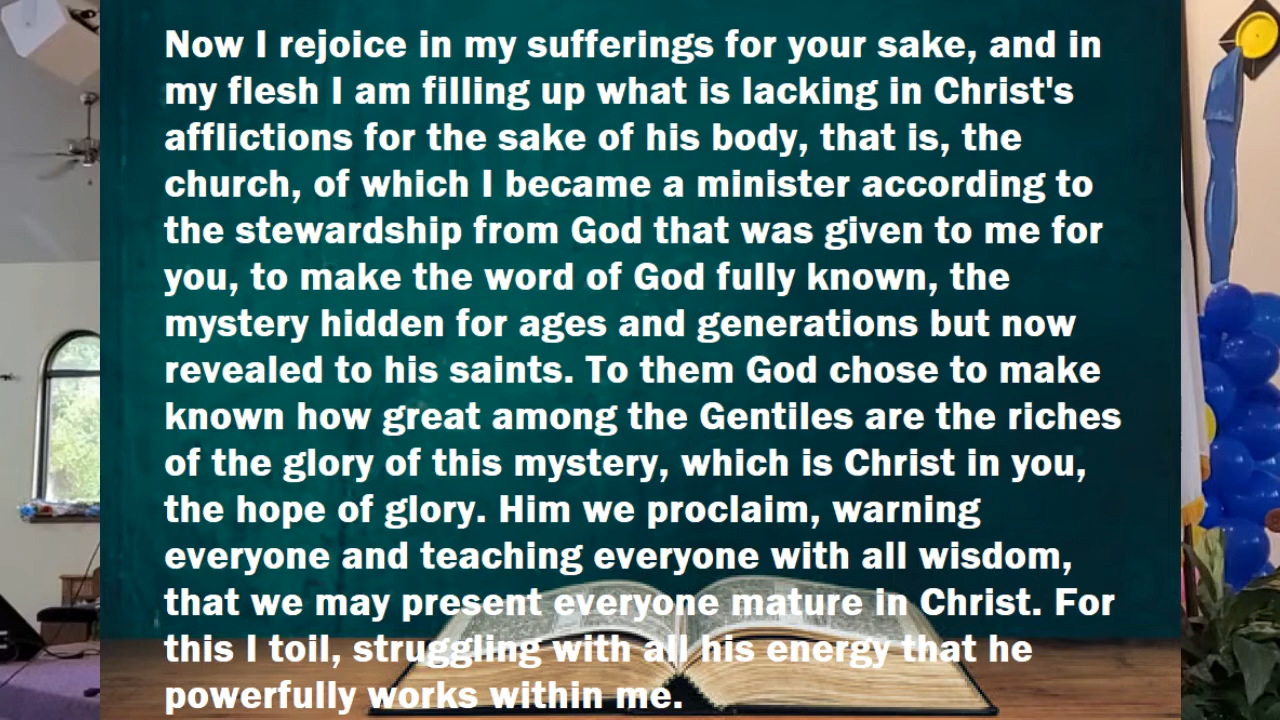 Now I rejoice in my sufferings for your sake, and in
my flesh I am filling up what is lacking in Christ's
afflictions for the sake of his body, that is, the
church, of which I became a minister according to
the stewardship from God that was given to me for
you, to make the word of God fully known, the
mystery hidden for ages and generations but now
revealed to his saints. To them God chose to make
known how great among the Gentiles are the riches
of the glory of this mystery, which is Christ in you,
the hope of glory. Him we proclaim, warning
everyone and teaching everyone with all wisdom,
that we may present everyone mature in Christ. For
this I toil, struggling with all his energy that he
powerfully works within me.